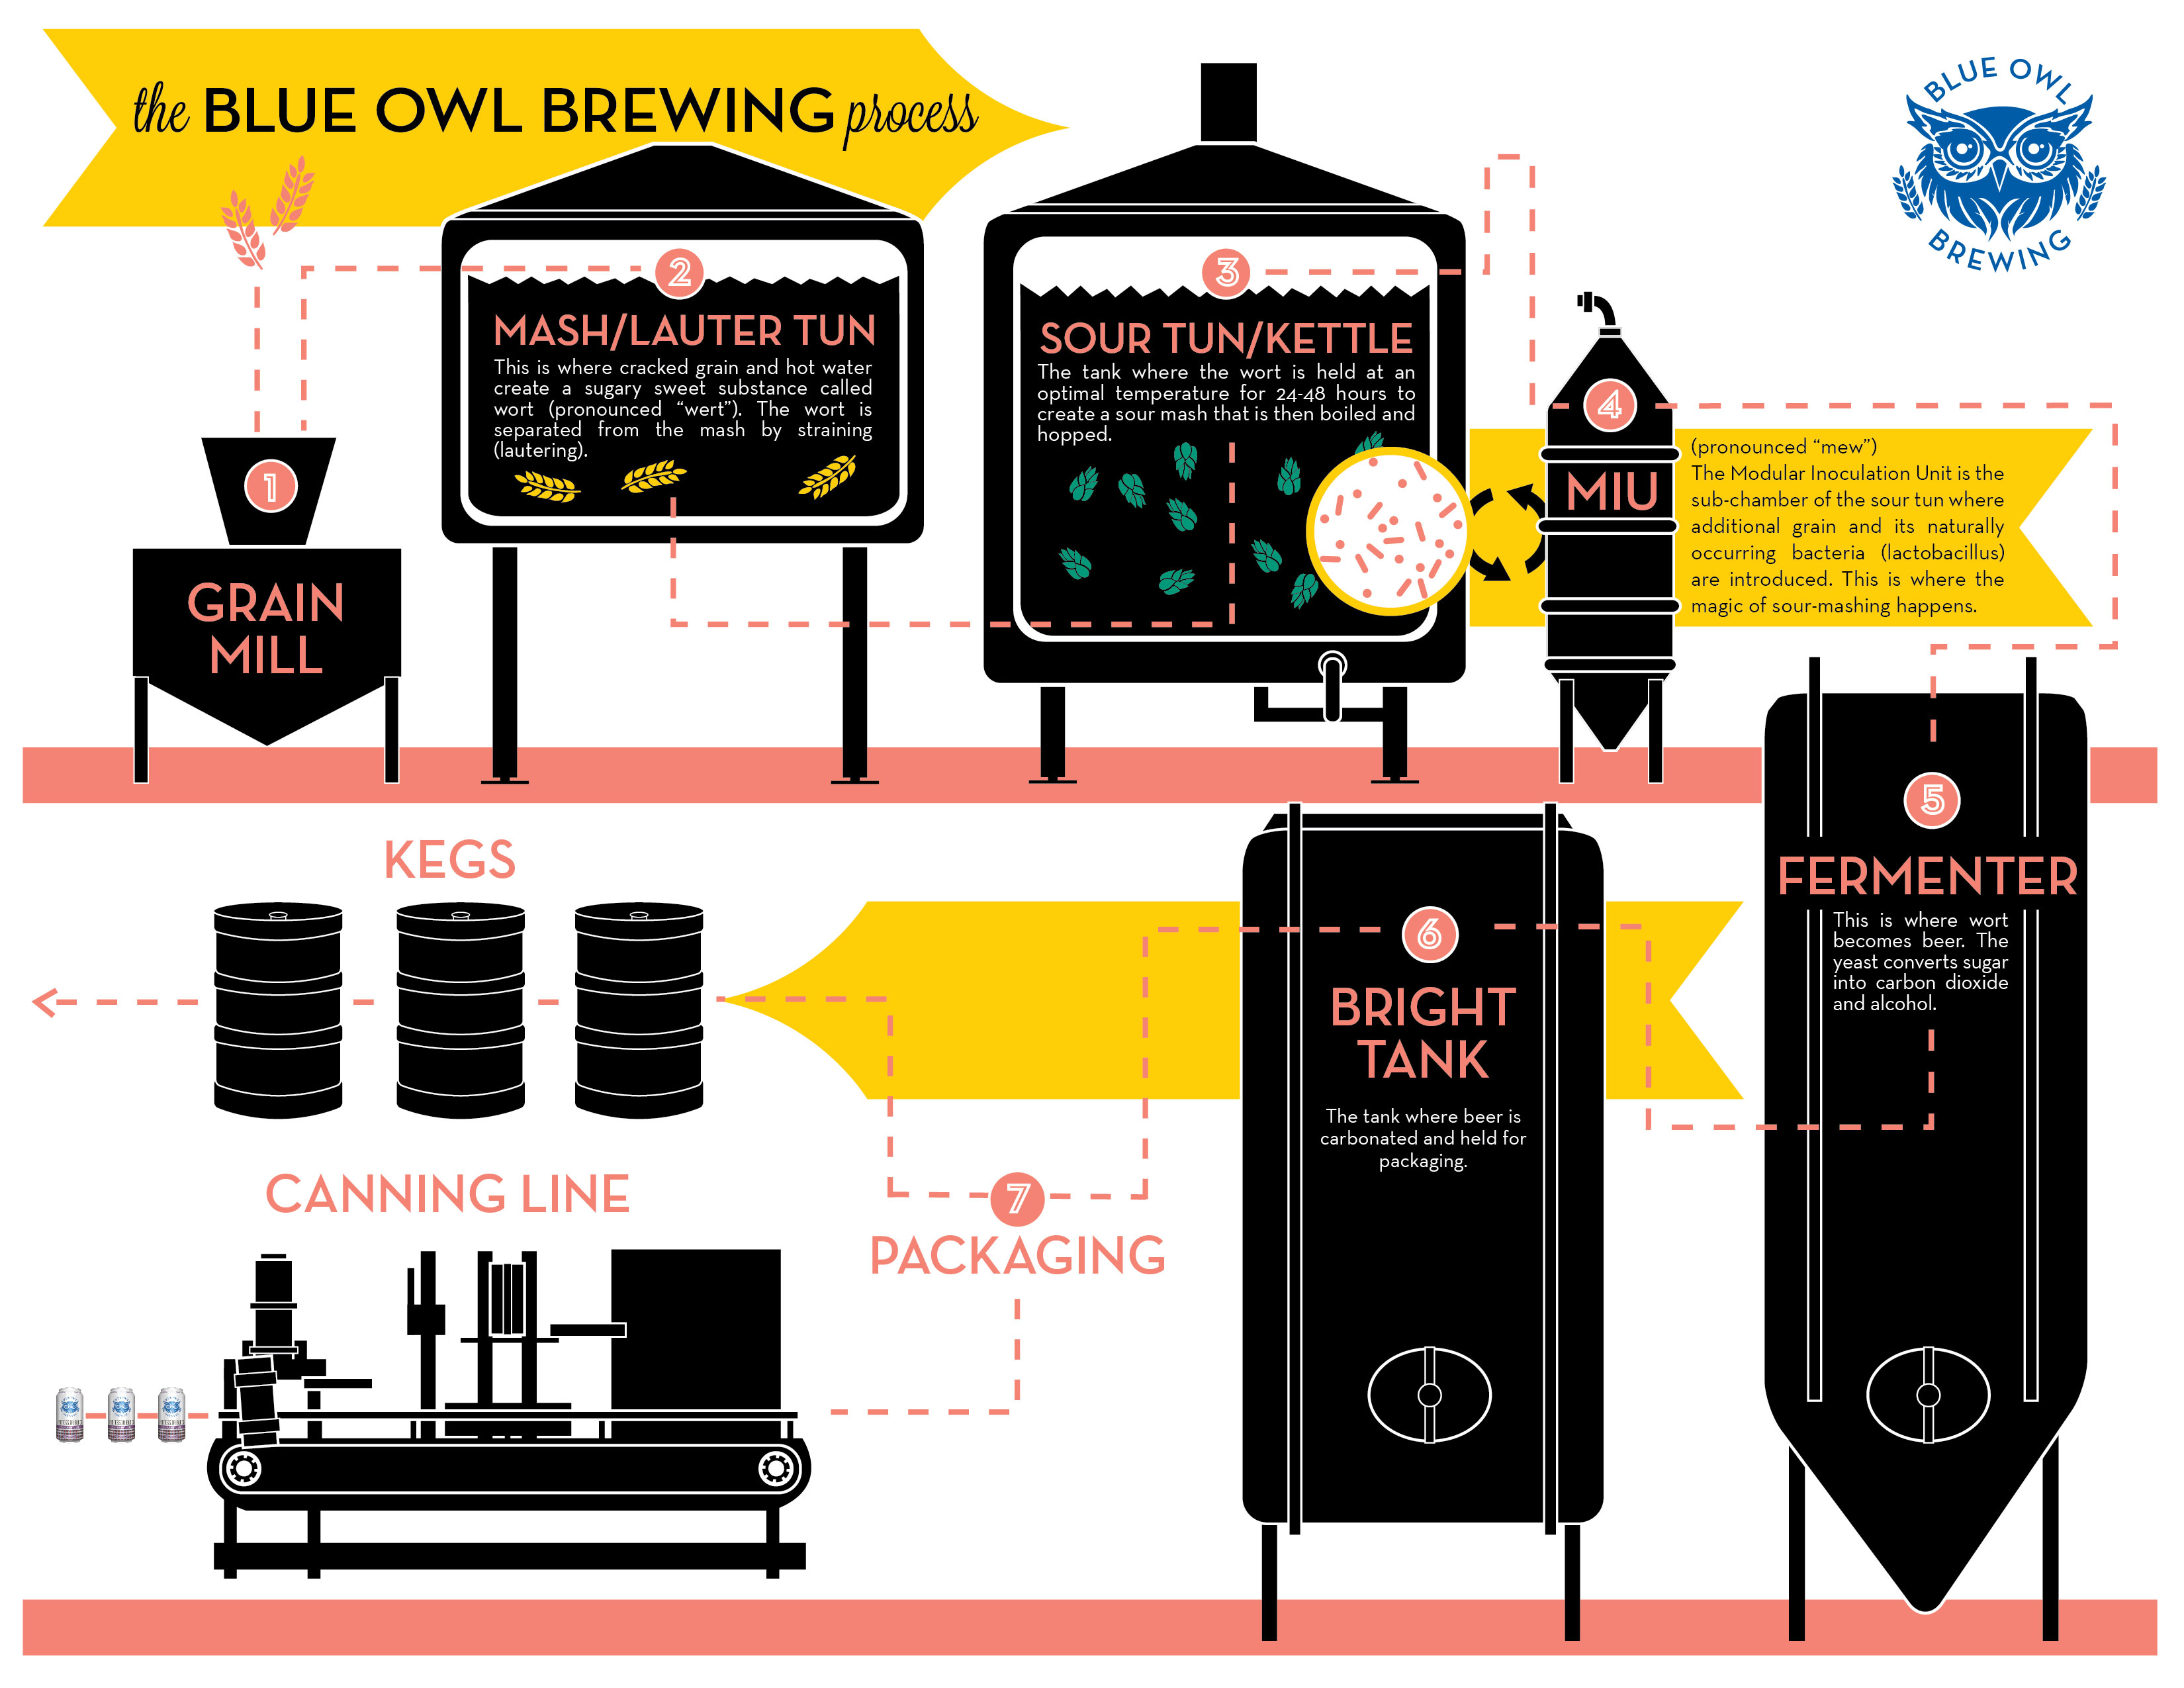 the BLUE OWL BREWING process
BLUE OWL
BREWING
1
GRAIN
MILL
2
MASH/LAUTER TUN
This is where cracked grain and hot water
create a sugary sweet substance called
wort (pronounced “wert”). The wort is
separated from the mash by straining
(lautering).
3
SOUR TUN/KETTLE
The tank where the wort is held at an
optimal temperature for 24-48 hours to
create a sour mash that is then boiled and
hopped.
4
MIU
(pronounced “mew”)
The Modular Inoculation Unit is the
sub-chamber of the sour tun where
additional grain and its naturally
occurring bacteria (lactobacillus)
are introduced. This is where the
magic of sour-mashing happens.
5
FERMENTER
This is where wort
becomes beer. The
yeast converts sugar
into carbon dioxide
and alcohol.
6
BRIGHT
TANK
The tank where beer is
carbonated and held for
packaging.
7
PACKAGING
KEGS
CANNING LINE